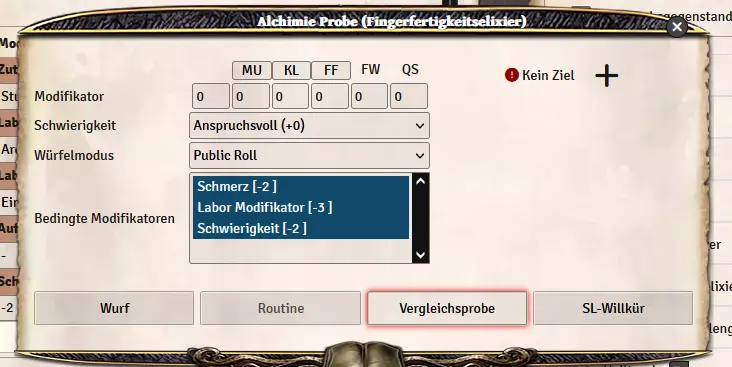 Alchimie Probe (Fingerfertigkeitselixier)
MU KL FF FW QS
Modifikator 0 0 0 0 0 0
Kein Ziel
Schwierigkeit Anspruchsvoll (+0)
Würfelmodus Public Roll
Bedingte Modifikatoren
Schmerz [-2 ]
Labor Modifikator [-3 ]
Schwierigkeit [-2 ]
Wurf Routine Vergleichsprobe SL-Willkür
-2